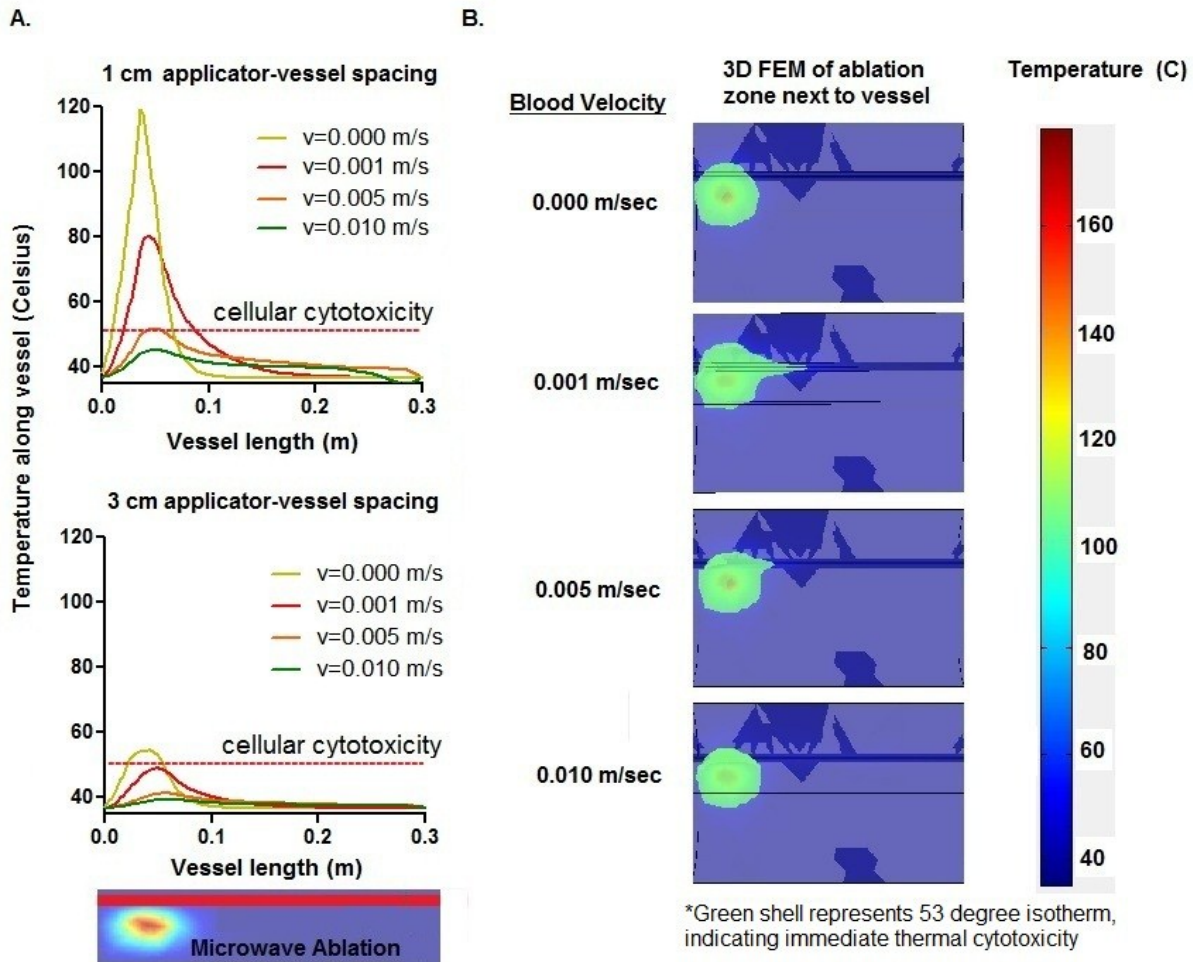 A.
1 cm applicator-vessel spacing
120
100
80
60
40
v=0.000 m/s
v=0.001 m/s
v=0.005 m/s
v=0.010 m/s
cellular cytotoxicity
0.0
0.1
0.2
0.3
Vessel length (m)
Temperature along vessel (Celsius)
3 cm applicator-vessel spacing
120
100
80
60
40
v=0.000 m/s
v=0.001 m/s
v=0.005 m/s
v=0.010 m/s
cellular cytotoxicity
0.0
0.1
0.2
0.3
Vessel length (m)
Microwave Ablation
B.
Blood Velocity
3D FEM of ablation
zone next to vessel
0.000 m/sec
0.001 m/sec
0.005 m/sec
0.010 m/sec
Temperature (C)
160
140
120
100
80
60
40
*Green shell represents 53 degree isotherm,
indicating immediate thermal cytotoxicity